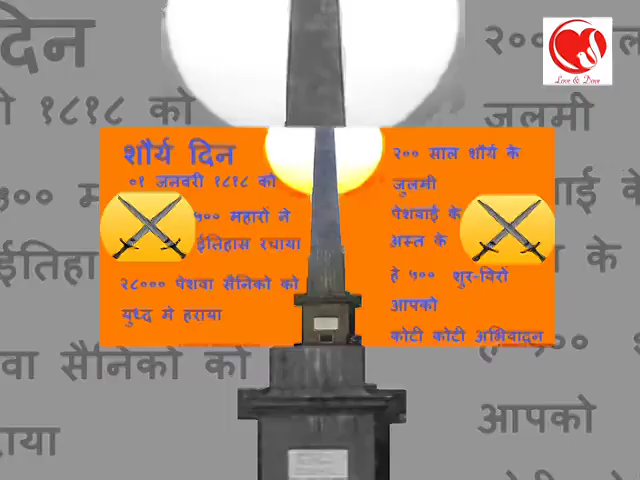 शौर्य दिन
०१ जनवरी १८१८ को
५०० महारों ने
ईतिहास रचाया
२८००० पेशवा सैनिको को
युध्द मे हराया
२०० साल शौर्य के
जुलमी
पेशवाई के
अस्त के
हे ५०० शुर-विरों
आपको
कोटी कोटी अभिवादन
Love & Dove